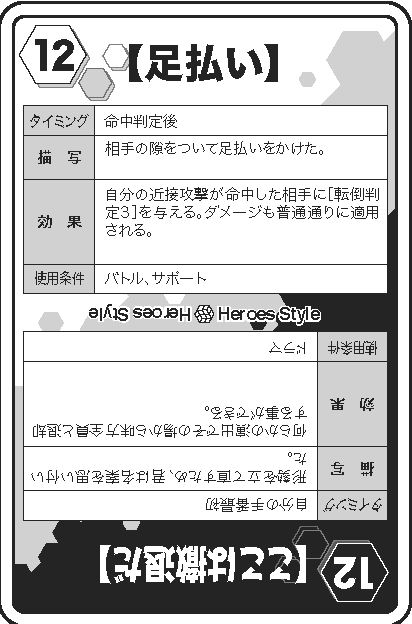 12
【足払い】
タイミング 命中判定後
描写 相手の隙をついて足払いをかけた。
効果 自分の近接攻撃が命中した相手に[転倒判
定3]を与える。ダメージも普通通りに適用
される。
使用条件 バトル、サポート
Heroes Style Heroes Style
12
【ここは撤退だ】
タイミング 自分の手番最初
描写 形勢を立て直すため、君は名案を思い付い
た。
効果 何らかの演出でその場から味方全員と退却
する事ができる。
使用条件 ドラマ